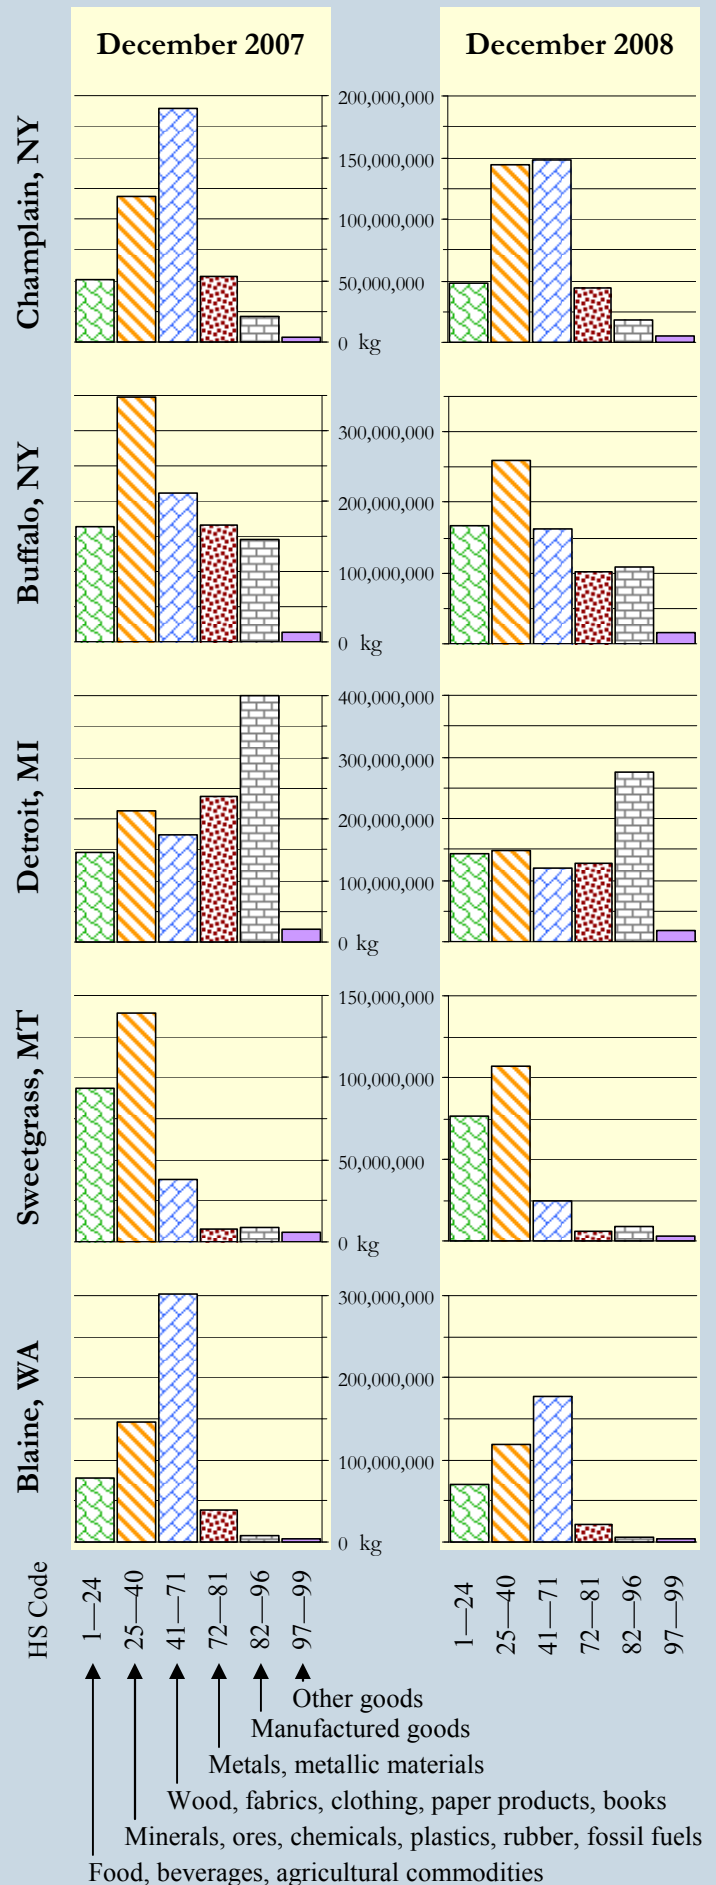 December 2007
December 2008
Champlain, NY
200,000,000
150,000,000
100,000,000
50,000,000
0 kg
Buffalo, NY
300,000,000
200,000,000
100,000,000
0 kg
Detroit, MI
400,000,000
300,000,000
200,000,000
100,000,000
0 kg
Sweetgrass, MT
150,000,000
100,000,000
50,000,000
0 kg
Blaine, WA
300,000,000
200,000,000
100,000,000
0 kg
HS Code
1—24
25—40
41—71
72—81
82—96
97—99
1—24
25—40
41—71
72—81
82—96
97—99
Other goods
Manufactured goods
Metals, metallic materials
Wood, fabrics, clothing, paper products, books
Minerals, ores, chemicals, plastics, rubber, fossil fuels
Food, beverages, agricultural commodities